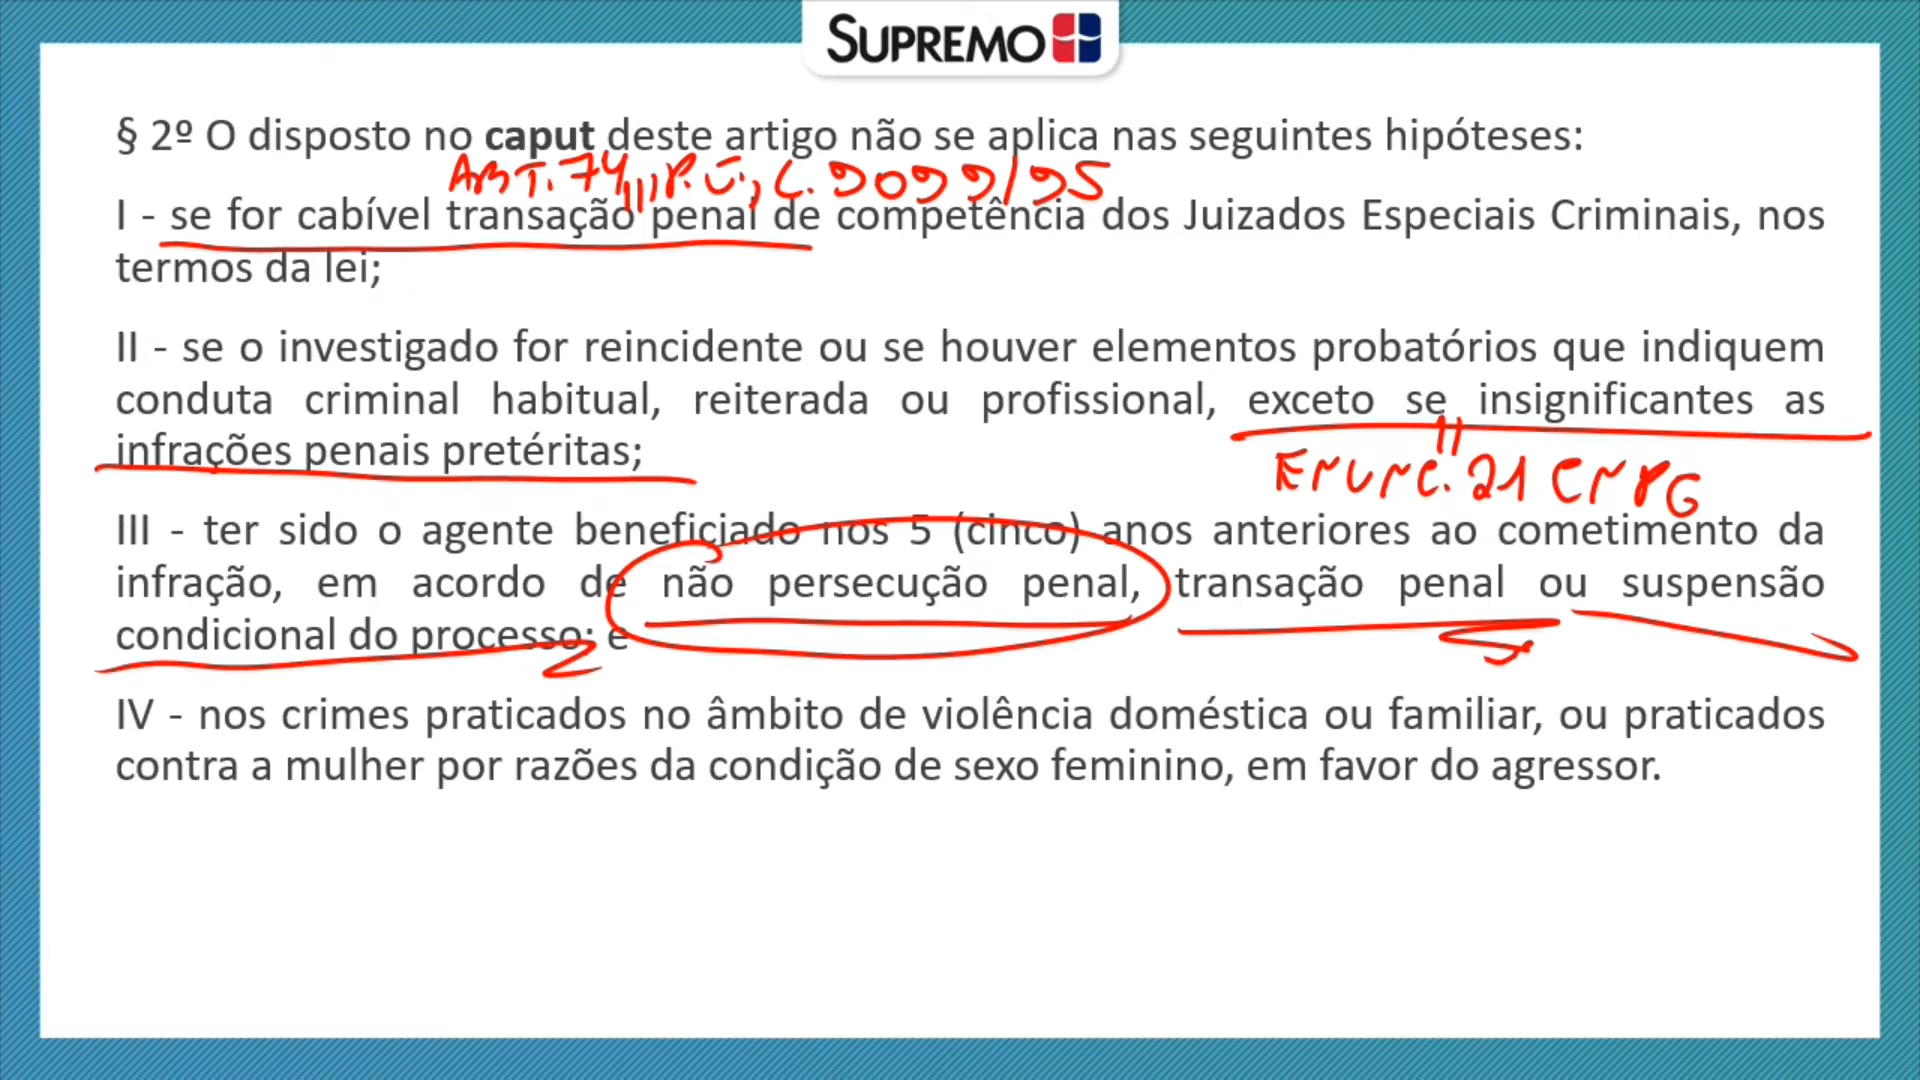 SUPREMO
§ 2º O disposto no caput deste artigo não se aplica nas seguintes hipóteses:
ART. 74, P.Ú., L. 9099/95
I - se for cabível transação penal de competência dos Juizados Especiais Criminais, nos
termos da lei;
II - se o investigado for reincidente ou se houver elementos probatórios que indiquem
conduta criminal habitual, reiterada ou profissional, exceto se insignificantes as
infrações penais pretéritas;
ENUNC. 21 CNPG
III - ter sido o agente beneficiado nos 5 (cinco) anos anteriores ao cometimento da
infração, em acordo de não persecução penal, transação penal ou suspensão
condicional do processo; e
IV - nos crimes praticados no âmbito de violência doméstica ou familiar, ou praticados
contra a mulher por razões da condição de sexo feminino, em favor do agressor.